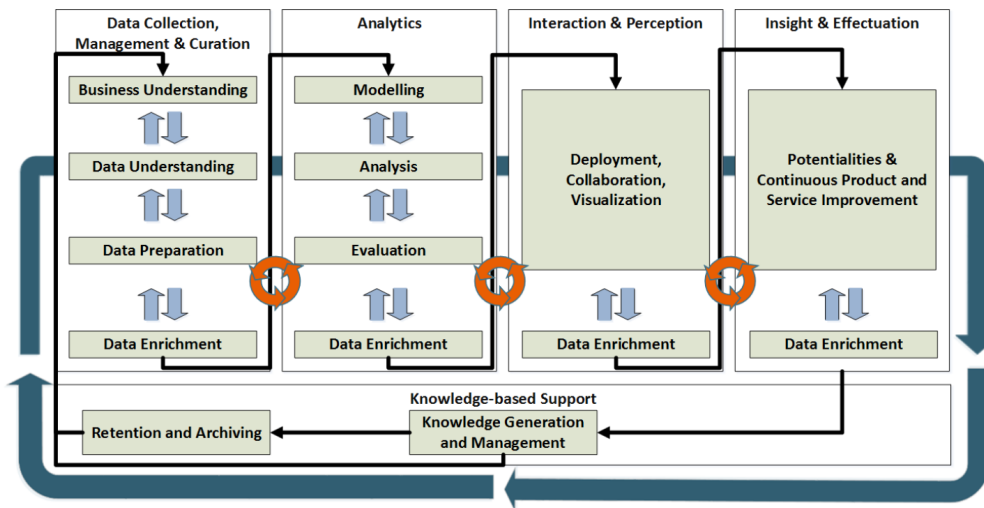 Data Collection,
Management & Curation
Business Understanding
Data Understanding
Data Preparation
Data Enrichment
Analytics
Modelling
Analysis
Evaluation
Data Enrichment
Interaction & Perception
Deployment,
Collaboration,
Visualization
Data Enrichment
Insight & Effectuation
Potentialities &
Continuous Product and
Service Improvement
Data Enrichment
Knowledge-based Support
Retention and Archiving
Knowledge Generation
and Management